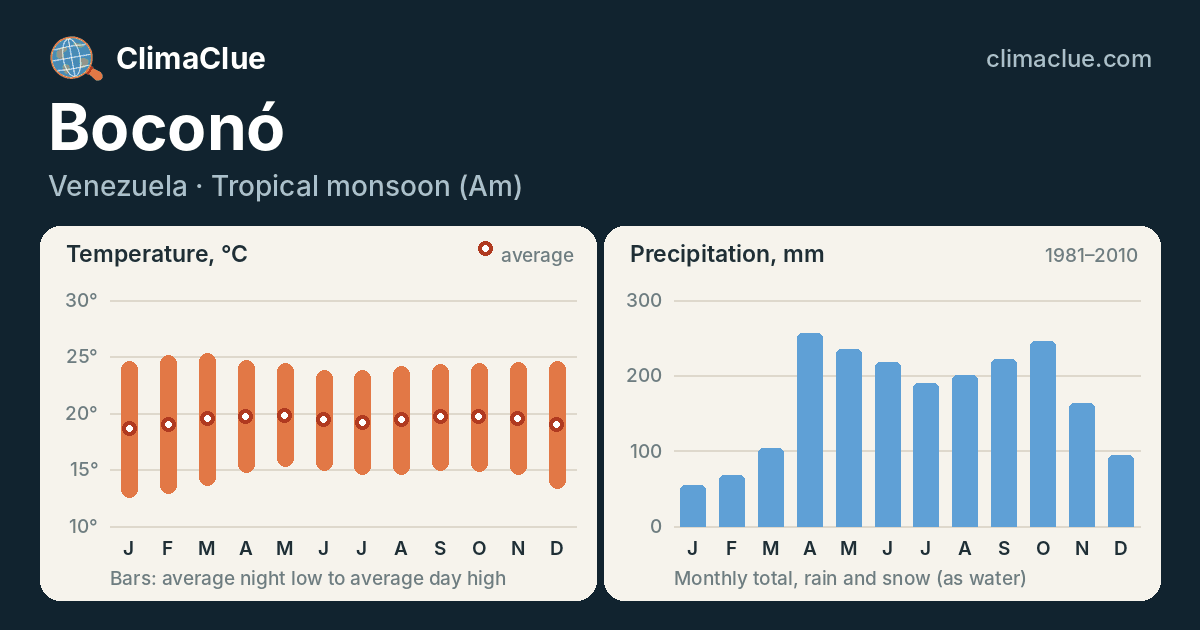 ClimaClue
climaclue.com
Boconó
Venezuela · Tropical monsoon (Am)
Temperature, °C
average
30°
25°
20°
15°
10°
J F M A M J J A S O N D
Bars: average night low to average day high
Precipitation, mm
1981–2010
300
200
100
0
J F M A M J J A S O N D
Monthly total, rain and snow (as water)